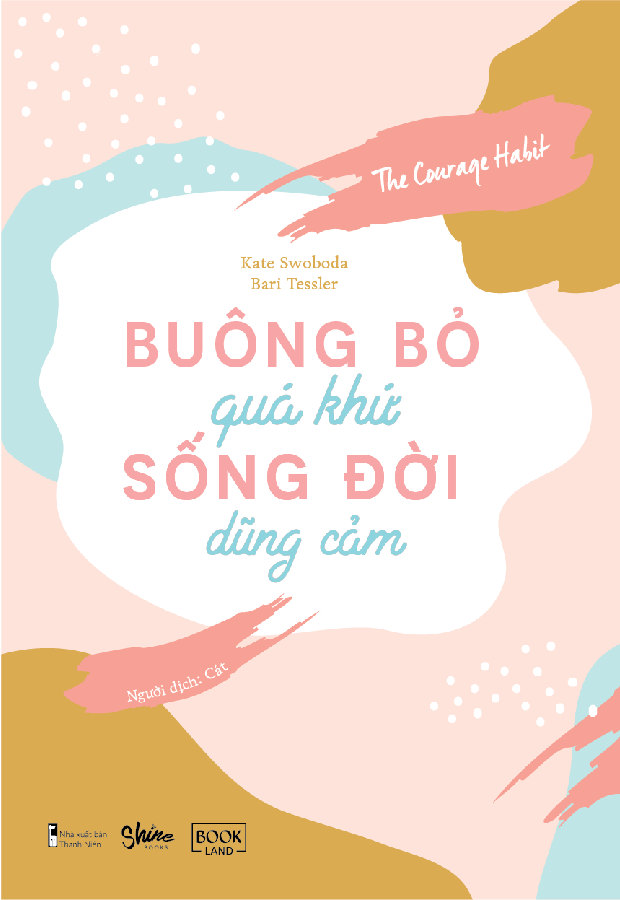 The Courage Habit
Kate Swoboda
Bari Tessler
BUÔNG BỎ
quá khứ
SỐNG ĐỜI
dũng cảm
Người dịch: Cát
Nhà xuất bản
Thanh Niên
Shine
BOOKS
BOOK
LAND